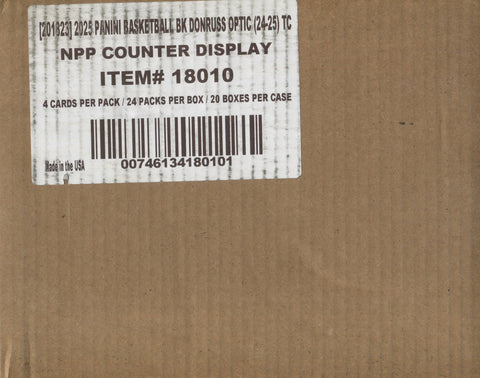 [201823] 2025 PANINI BASKETBALL BK DONRUSS OPTIC (24-25) TC
NPP COUNTER DISPLAY
ITEM# 18010
4 CARDS PER PACK / 24 PACKS PER BOX / 20 BOXES PER CASE
00746134180101
Made in the USA